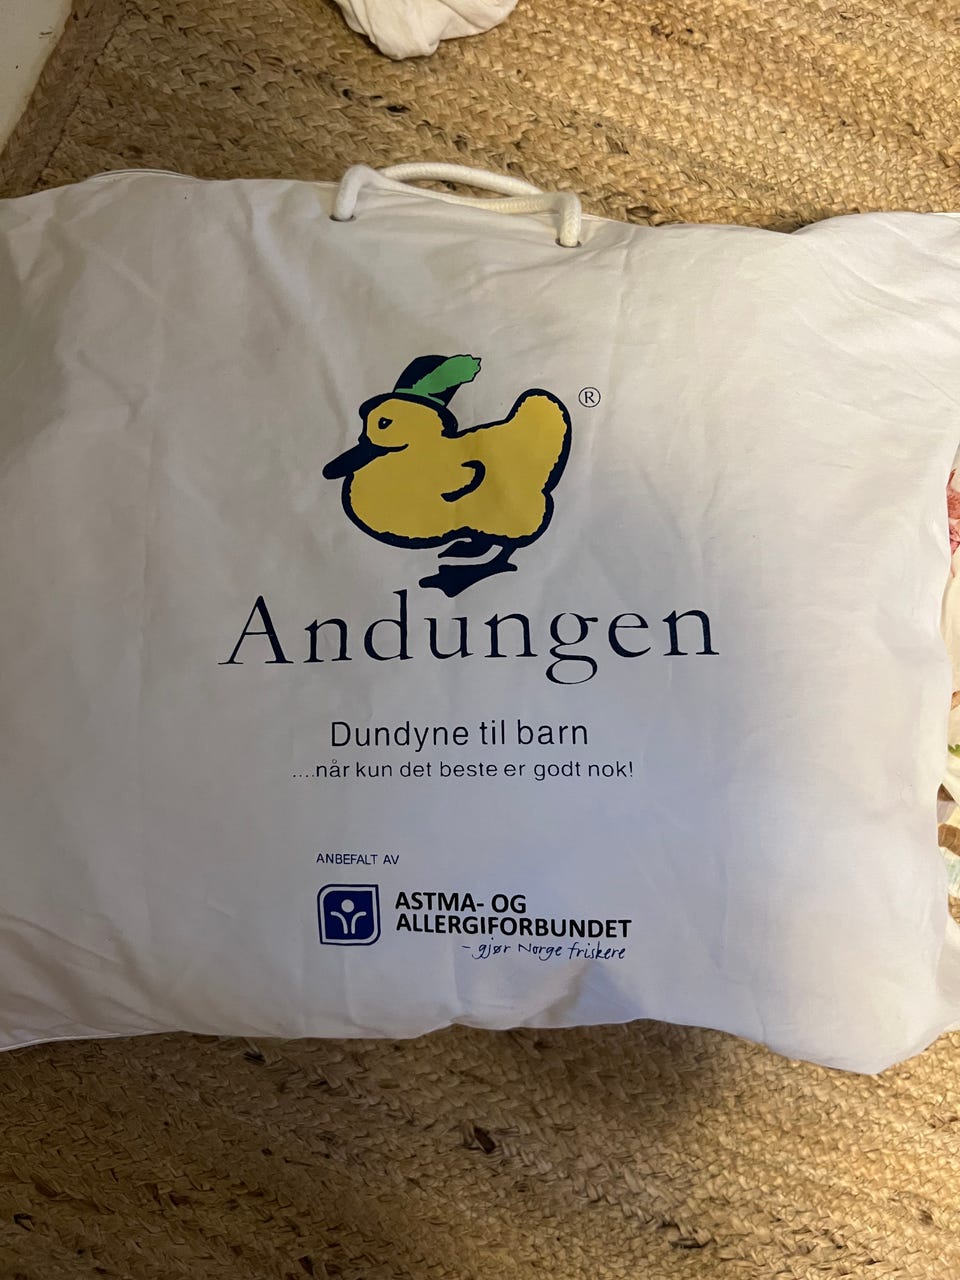 ®
Andungen
Dundyne til barn
....når kun det beste er godt nok!
ANBEFALT AV
ASTMA- OG
ALLERGIFORBUNDET
- gjør Norge friskere